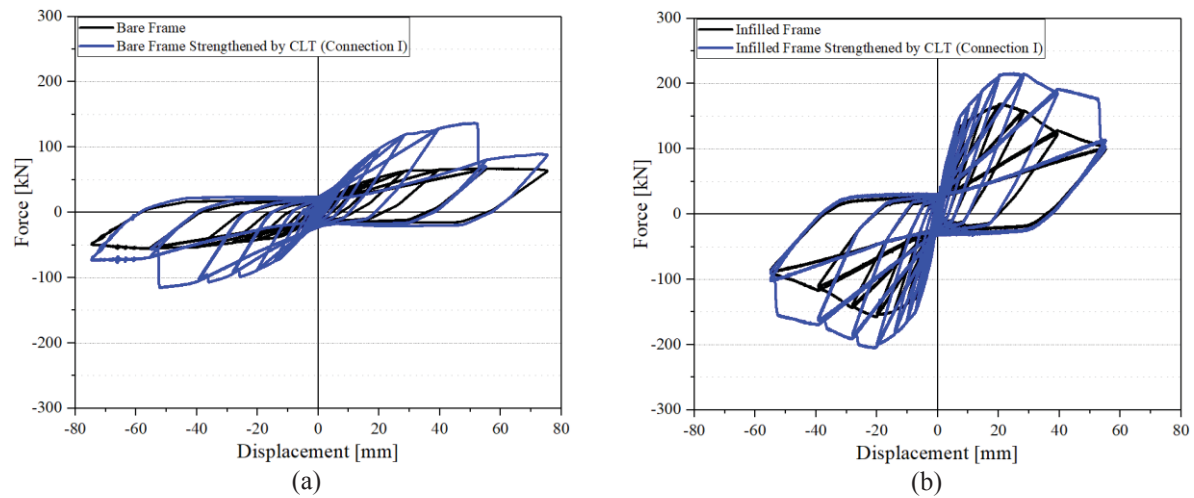 Bare Frame
Bare Frame Strengthened by CLT (Connection I)
Force [kN]
300
200
100
0
-100
-200
-300
-80 -60 -40 -20 0 20 40 60 80
Displacement [mm]
(a)
Infilled Frame
Infilled Frame Strengthened by CLT (Connection I)
Force [kN]
300
200
100
0
-100
-200
-300
-80 -60 -40 -20 0 20 40 60 80
Displacement [mm]
(b)